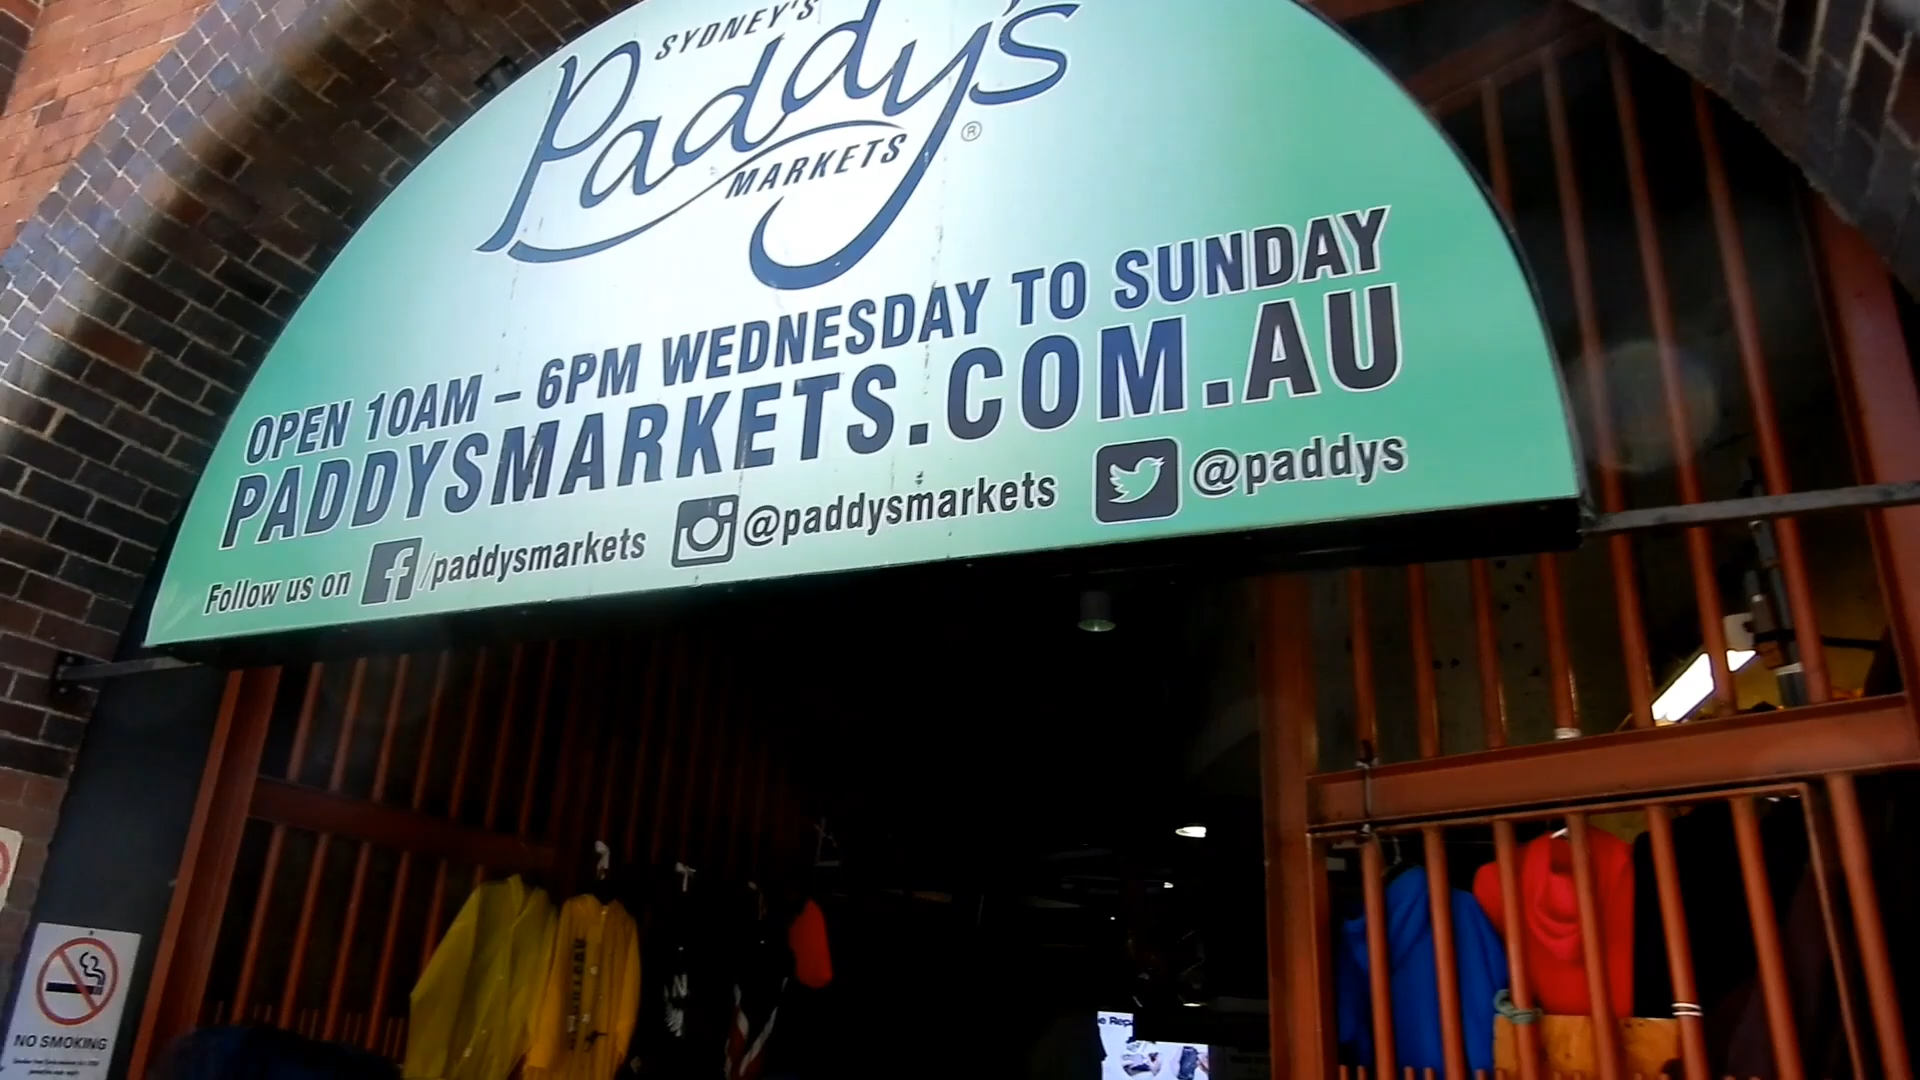 SYDNEY'S
Paddy's
MARKETS ®
OPEN 10AM – 6PM WEDNESDAY TO SUNDAY
PADDYSMARKETS.COM.AU
Follow us on f/paddysmarkets @paddysmarkets @paddys
NO SMOKING